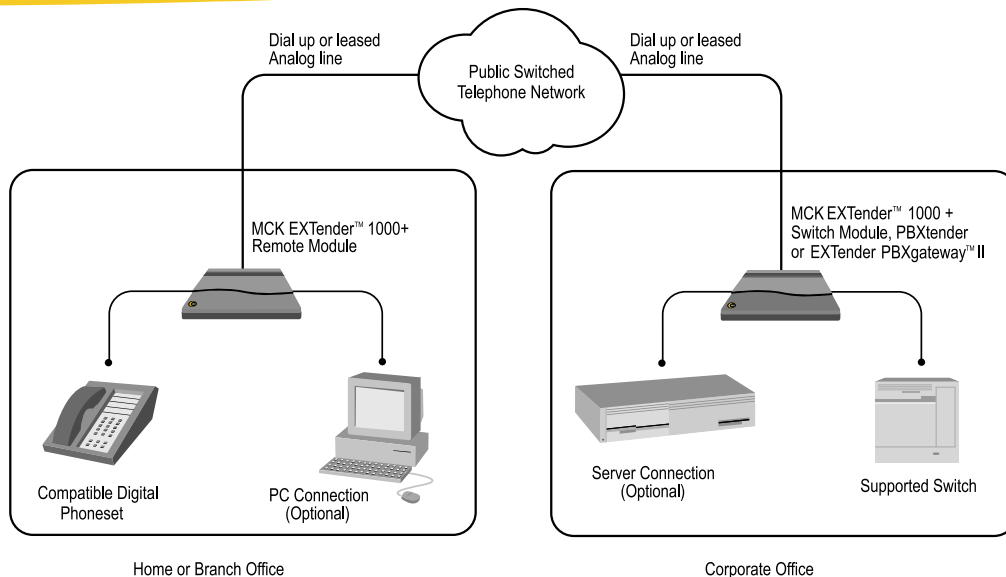 Dial up or leased
Analog line
Public Switched
Telephone Network
Dial up or leased
Analog line
MCK EXTender™ 1000+
Remote Module
MCK EXTender™ 1000 +
Switch Module, PBXtender
or EXTender PBXgateway™ II
Compatible Digital
Phoneset
PC Connection
(Optional)
Server Connection
(Optional)
Supported Switch
Home or Branch Office
Corporate Office